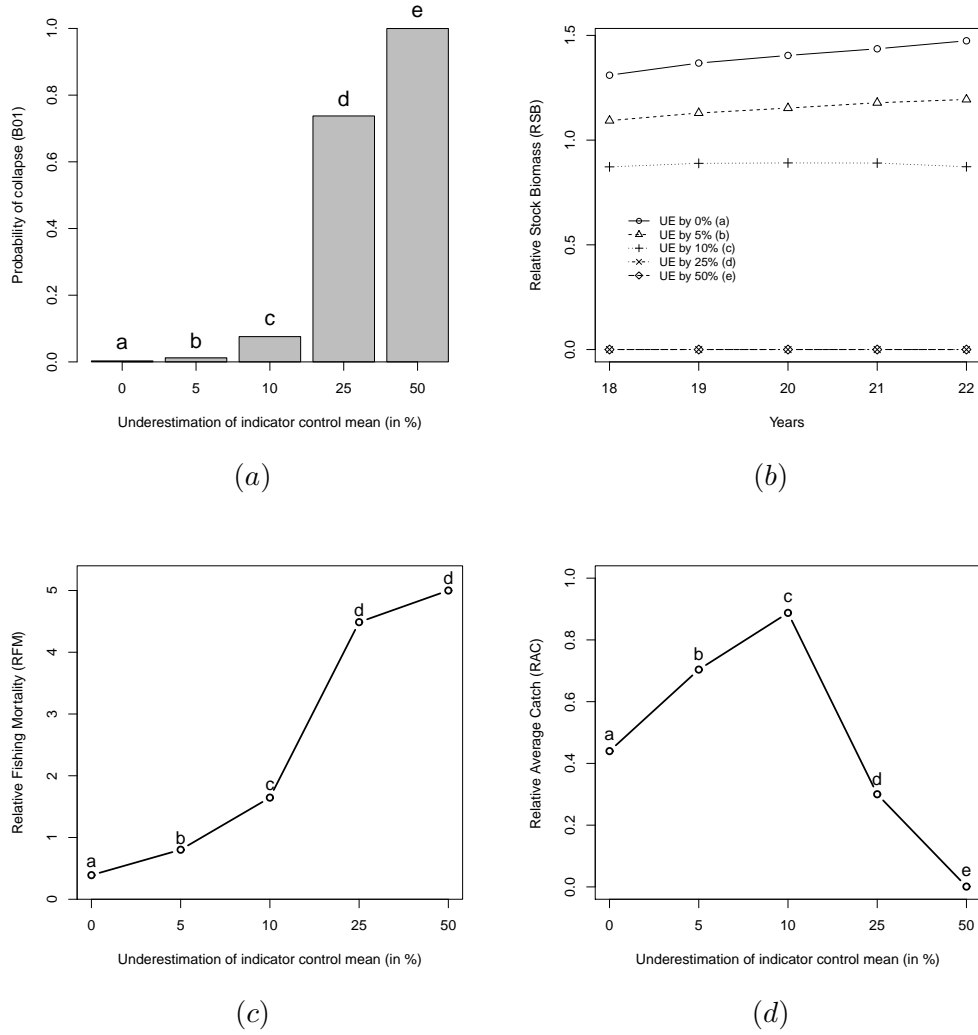 Probability of collapse (B01)
0.0 0.2 0.4 0.6 0.8 1.0
a b c d e
0 5 10 25 50
Underestimation of indicator control mean (in %)
(a)
Relative Stock Biomass (RSB)
0.0 0.5 1.0 1.5
UE by 0% (a)
UE by 5% (b)
UE by 10% (c)
UE by 25% (d)
UE by 50% (e)
18 19 20 21 22
Years
(b)
Relative Fishing Mortality (RFM)
0 1 2 3 4 5
a b c d d
0 5 10 25 50
Underestimation of indicator control mean (in %)
(c)
Relative Average Catch (RAC)
0.0 0.2 0.4 0.6 0.8 1.0
a b c d e
0 5 10 25 50
Underestimation of indicator control mean (in %)
(d)